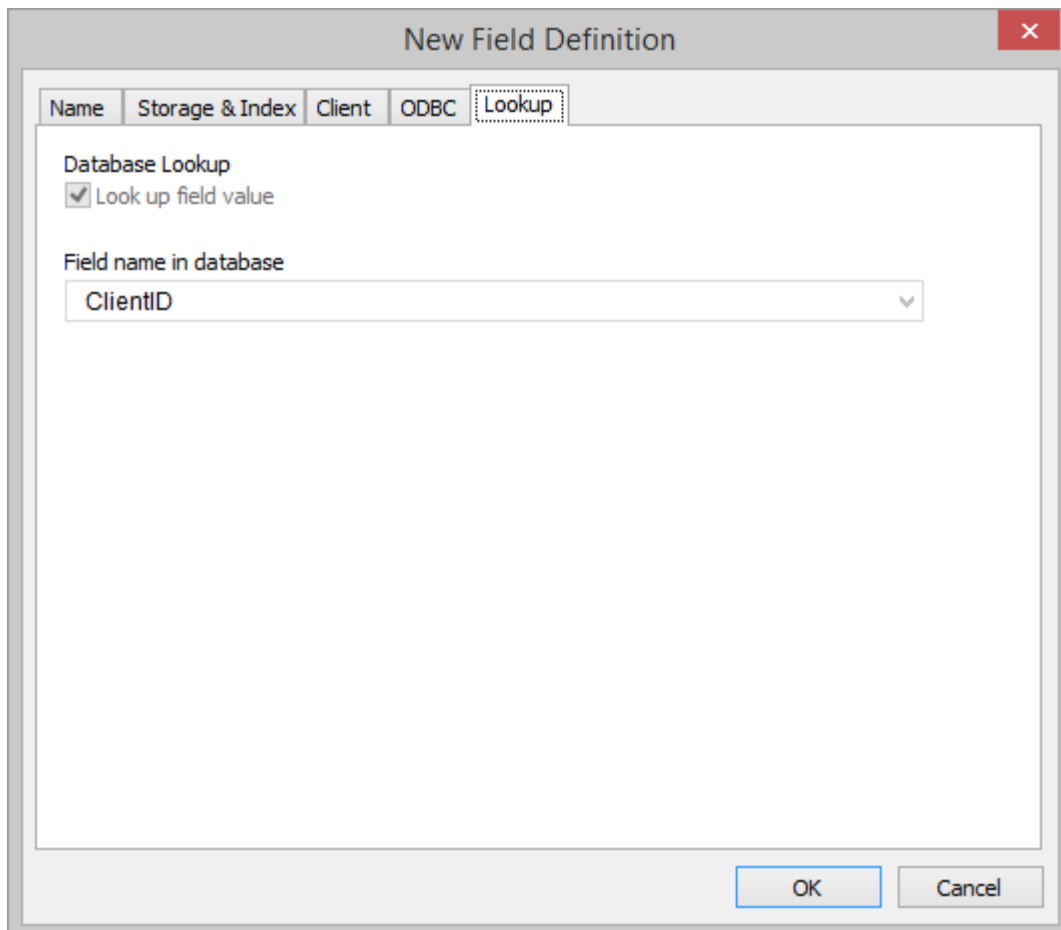 New Field Definition
Name Storage & Index Client ODBC Lookup
Database Lookup
Look up field value
Field name in database
ClientID
OK Cancel